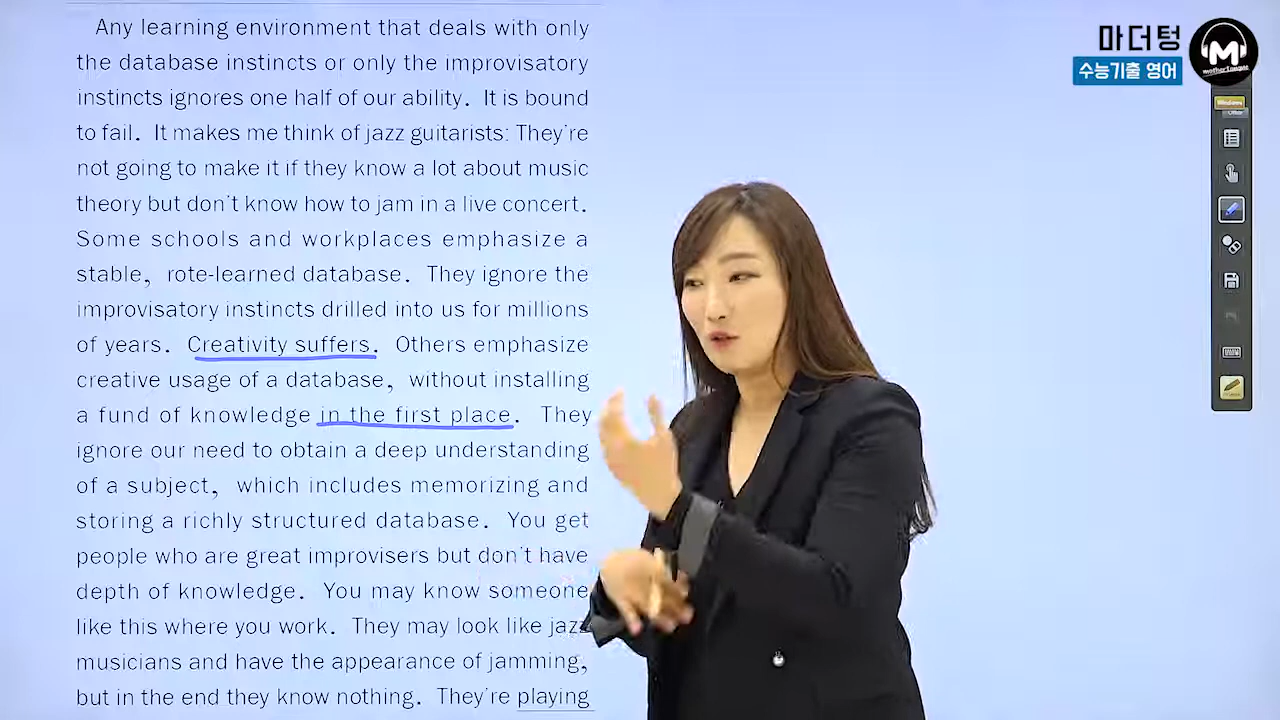 Any learning environment that deals with only
the database instincts or only the improvisatory
instincts ignores one half of our ability. It is bound
to fail. It makes me think of jazz guitarists: They're
not going to make it if they know a lot about music
theory but don't know how to jam in a live concert.
Some schools and workplaces emphasize a
stable, rote-learned database. They ignore the
improvisatory instincts drilled into us for millions
of years. Creativity suffers. Others emphasize
creative usage of a database, without installing
a fund of knowledge in the first place. They
ignore our need to obtain a deep understanding
of a subject, which includes memorizing and
storing a richly structured database. You get
people who are great improvisers but don't have
depth of knowledge. You may know someone
like this where you work. They may look like jazz
musicians and have the appearance of jamming,
but in the end they know nothing. They're playing
마더텅
수능기출 영어
M
mother tongue
Windows